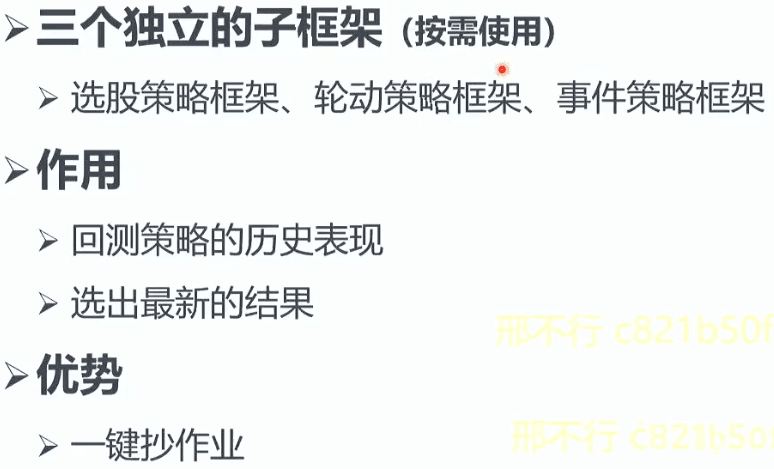 三个独立的子框架（按需使用）
选股策略框架、轮动策略框架、事件策略框架
作用
回测策略的历史表现
选出最新的结果
邢不行 c821b50f
优势
邢不行 c821b50f
一键抄作业